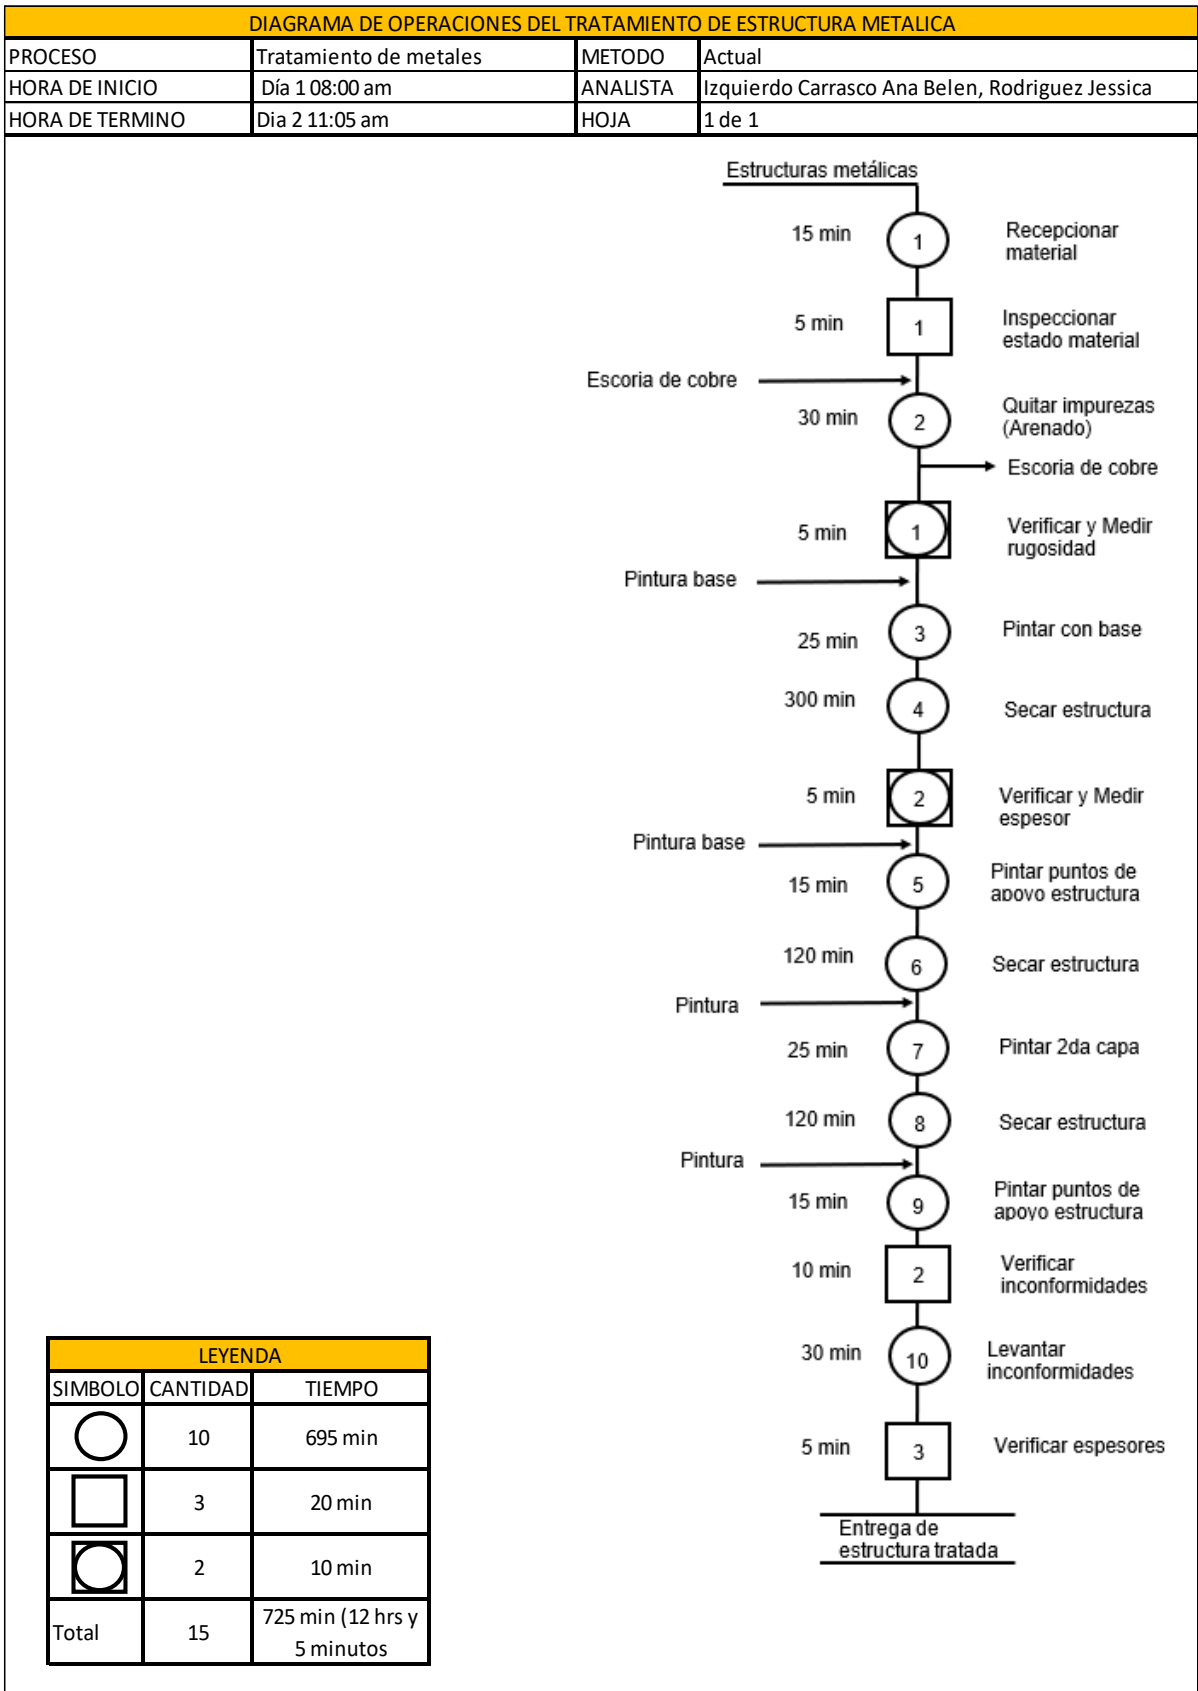 DIAGRAMA DE OPERACIONES DEL TRATAMIENTO DE ESTRUCTURA METALICA
PROCESO Tratamiento de metales METODO Actual
HORA DE INICIO Día 1 08:00 am ANALISTA Izquierdo Carrasco Ana Belen, Rodriguez Jessica
HORA DE TERMINO Dia 2 11:05 am HOJA 1 de 1
Estructuras metálicas
15 min 1 Recepcionar
material
5 min 1 Inspeccionar
estado material
Escoria de cobre
30 min 2 Quitar impurezas
(Arenado)
Escoria de cobre
5 min 1 Verificar y Medir
rugosidad
Pintura base
25 min 3 Pintar con base
300 min 4 Secar estructura
5 min 2 Verificar y Medir
espesor
Pintura base
15 min 5 Pintar puntos de
apoyo estructura
120 min 6 Secar estructura
Pintura
25 min 7 Pintar 2da capa
120 min 8 Secar estructura
Pintura
15 min 9 Pintar puntos de
apoyo estructura
10 min 2 Verificar
inconformidades
30 min 10 Levantar
inconformidades
5 min 3 Verificar espesores
Entrega de
estructura tratada
LEYENDA
SIMBOLO CANTIDAD TIEMPO
10 695 min
3 20 min
2 10 min
Total 15 725 min (12 hrs y
5 minutos